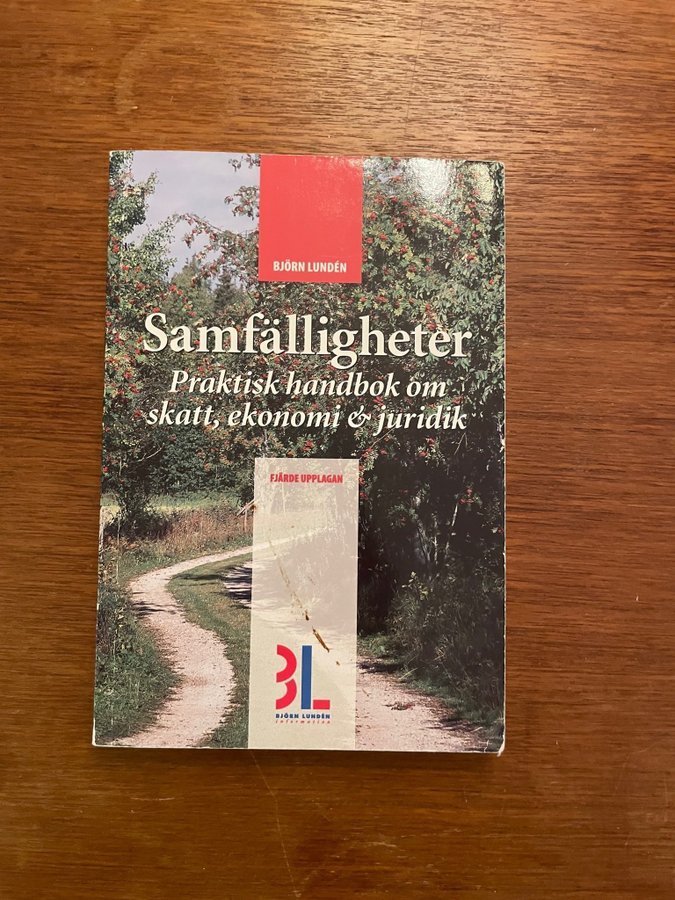 BJÖRN LUNDÉN
Samfälligheter
Praktisk handbok om
skatt, ekonomi & juridik
FJÄRDE UPPLAGAN
BL
BJÖRN LUNDÉN
information